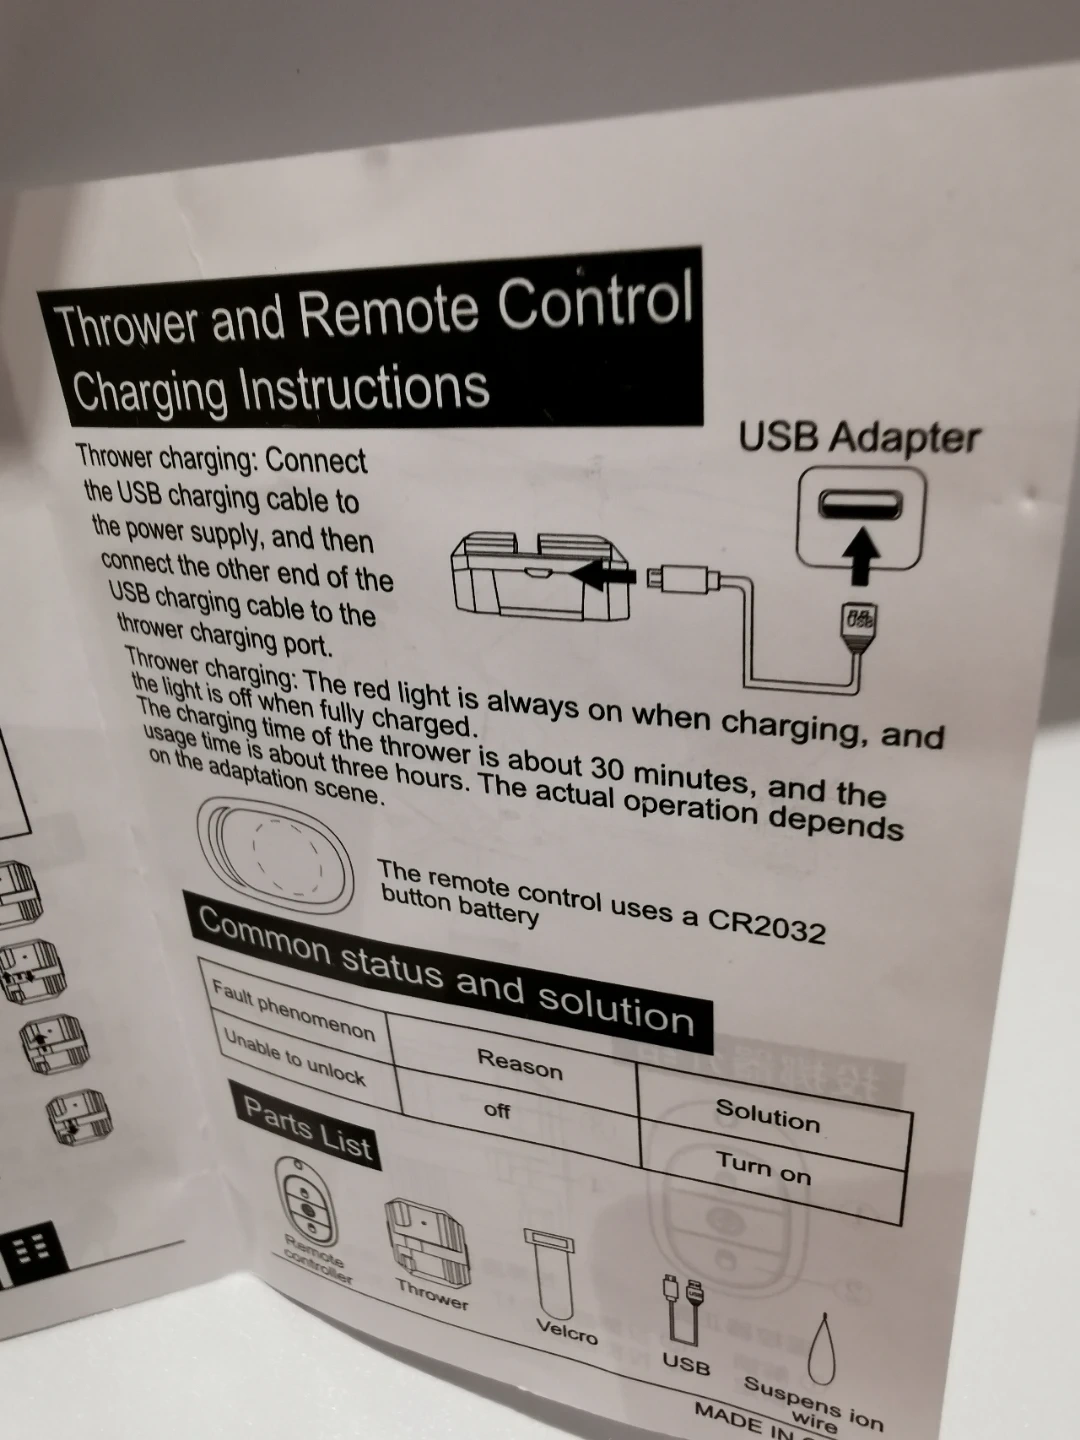 Thrower and Remote Control
Charging Instructions
USB Adapter
Thrower charging: Connect
the USB charging cable to
the power supply, and then
connect the other end of the
USB charging cable to the
thrower charging port.
USB
Thrower charging: The red light is always on when charging, and
the light is off when fully charged.
The charging time of the thrower is about 30 minutes, and the
usage time is about three hours. The actual operation depends
on the adaptation scene.
The remote control uses a CR2032
button battery
Common status and solution
Fault phenomenon
Reason
Solution
Unable to unlock
off
Turn on
Parts List
Remote
controller
Thrower
Velcro
USB
Suspens ion
wire
MADE IN